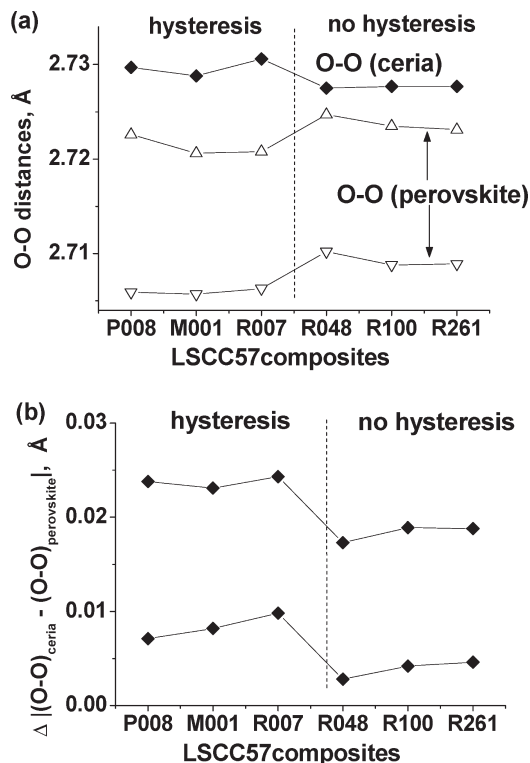 (a)
hysteresis
no hysteresis
O-O (ceria)
O-O (perovskite)
O-O distances, Å
2.73
2.72
2.71
P008 M001 R007 R048 R100 R261
LSCC57composites
(b)
hysteresis
no hysteresis
Δ |(O-O)ceria - (O-O)perovskite|, Å
0.03
0.02
0.01
0.00
P008 M001 R007 R048 R100 R261
LSCC57composites